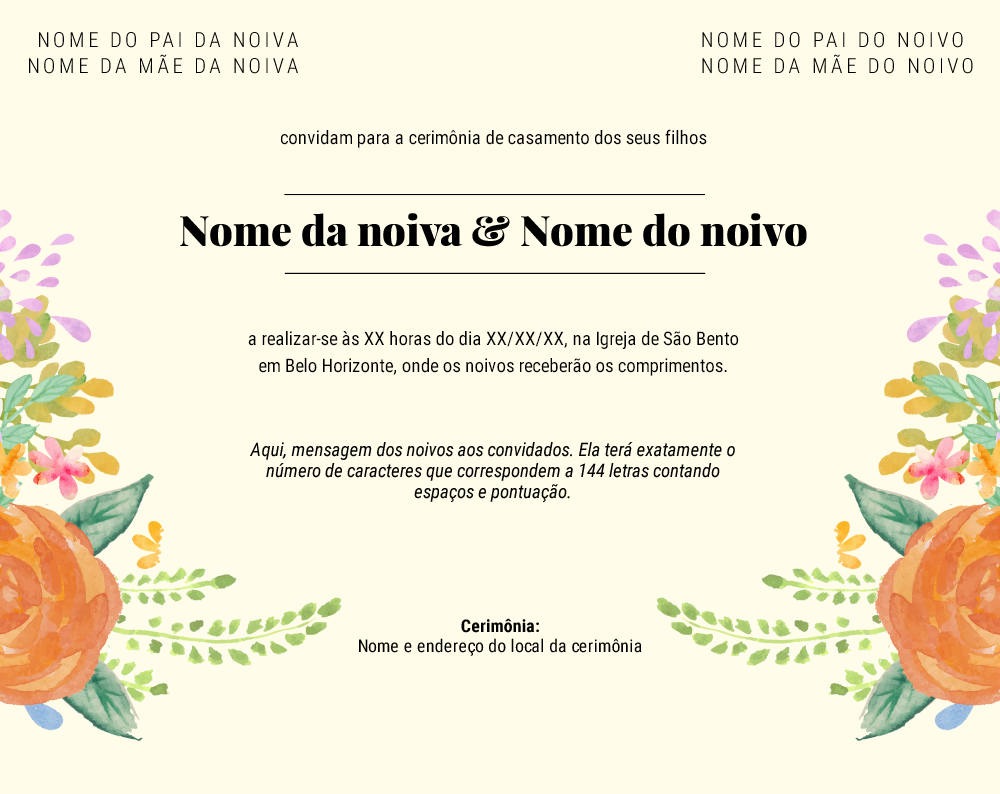 NOME DO PAI DA NOIVA
NOME DA MÃE DA NOIVA
NOME DO PAI DO NOIVO
NOME DA MÃE DO NOIVO
convidam para a cerimônia de casamento dos seus filhos
Nome da noiva & Nome do noivo
a realizar-se às XX horas do dia XX/XX/XX, na Igreja de São Bento
em Belo Horizonte, onde os noivos receberão os comprimentos.
Aqui, mensagem dos noivos aos convidados. Ela terá exatamente o
número de caracteres que correspondem a 144 letras contando
espaços e pontuação.
Cerimônia:
Nome e endereço do local da cerimônia